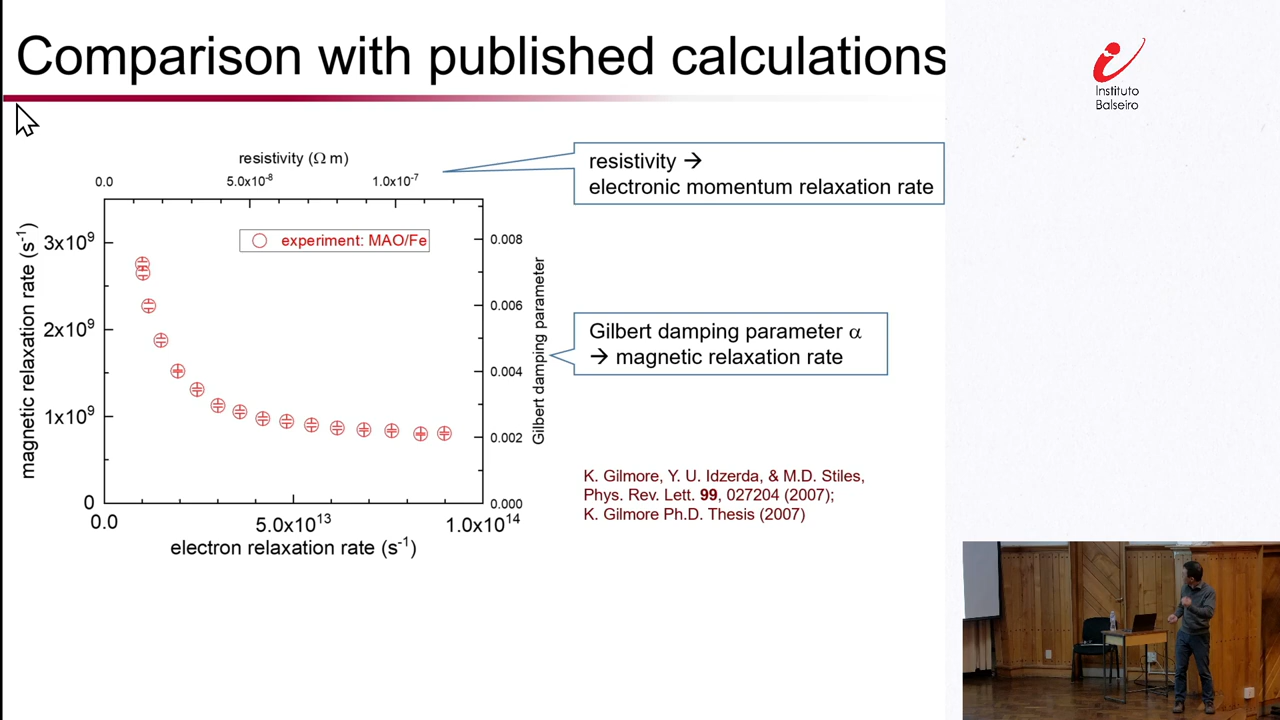 Comparison with published calculations
Instituto
Balseiro
resistivity (Ω m)
0.0
5.0x10⁻⁸
1.0x10⁻⁷
resistivity →
electronic momentum relaxation rate
magnetic relaxation rate (s⁻¹)
3x10⁹
2x10⁹
1x10⁹
0
experiment: MAO/Fe
0.008
0.006
0.004
0.002
0.000
Gilbert damping parameter
Gilbert damping parameter α
→ magnetic relaxation rate
0.0
5.0x10¹³
1.0x10¹⁴
electron relaxation rate (s⁻¹)
K. Gilmore, Y. U. Idzerda, & M.D. Stiles,
Phys. Rev. Lett. 99, 027204 (2007);
K. Gilmore Ph.D. Thesis (2007)